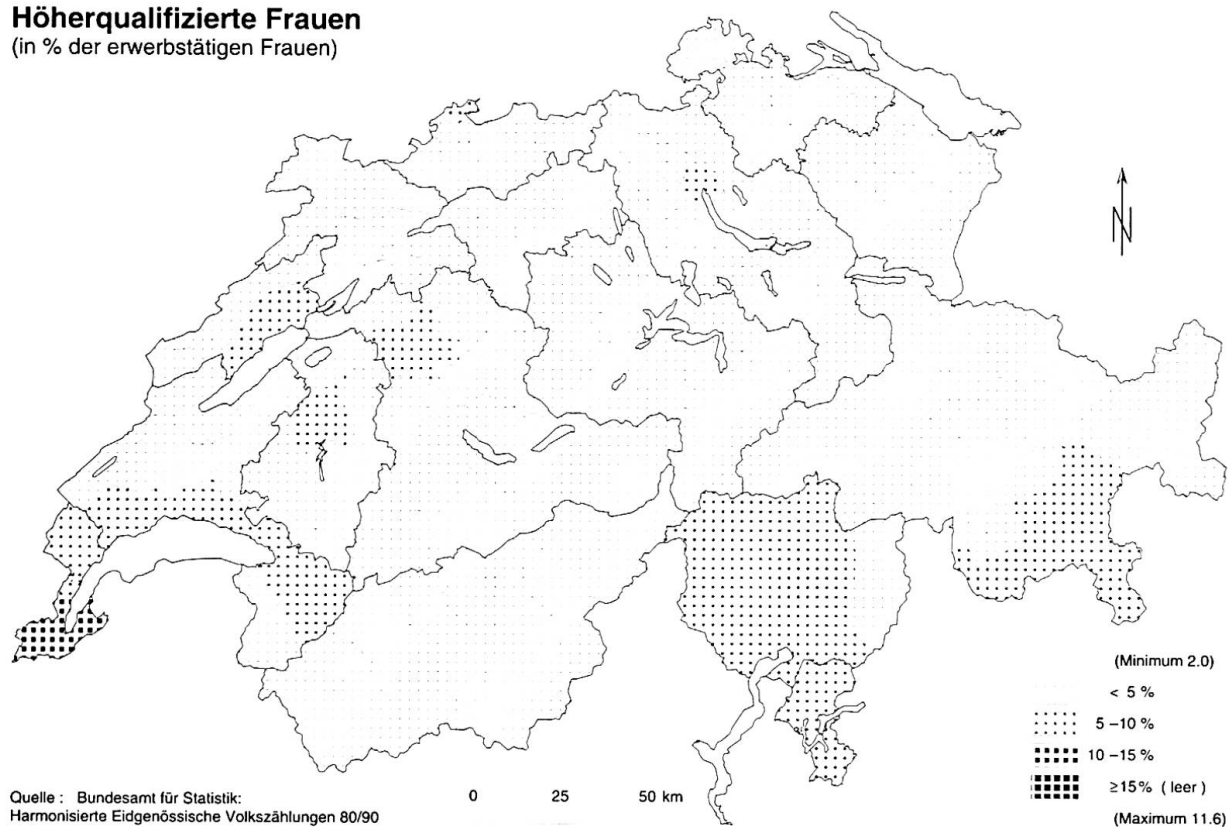 Höherqualifizierte Frauen
(in % der erwerbstätigen Frauen)
N
(Minimum 2.0)
< 5 %
5 –10 %
10 –15 %
≥15% ( leer )
(Maximum 11.6)
Quelle : Bundesamt für Statistik:
Harmonisierte Eidgenössische Volkszählungen 80/90
0 25 50 km